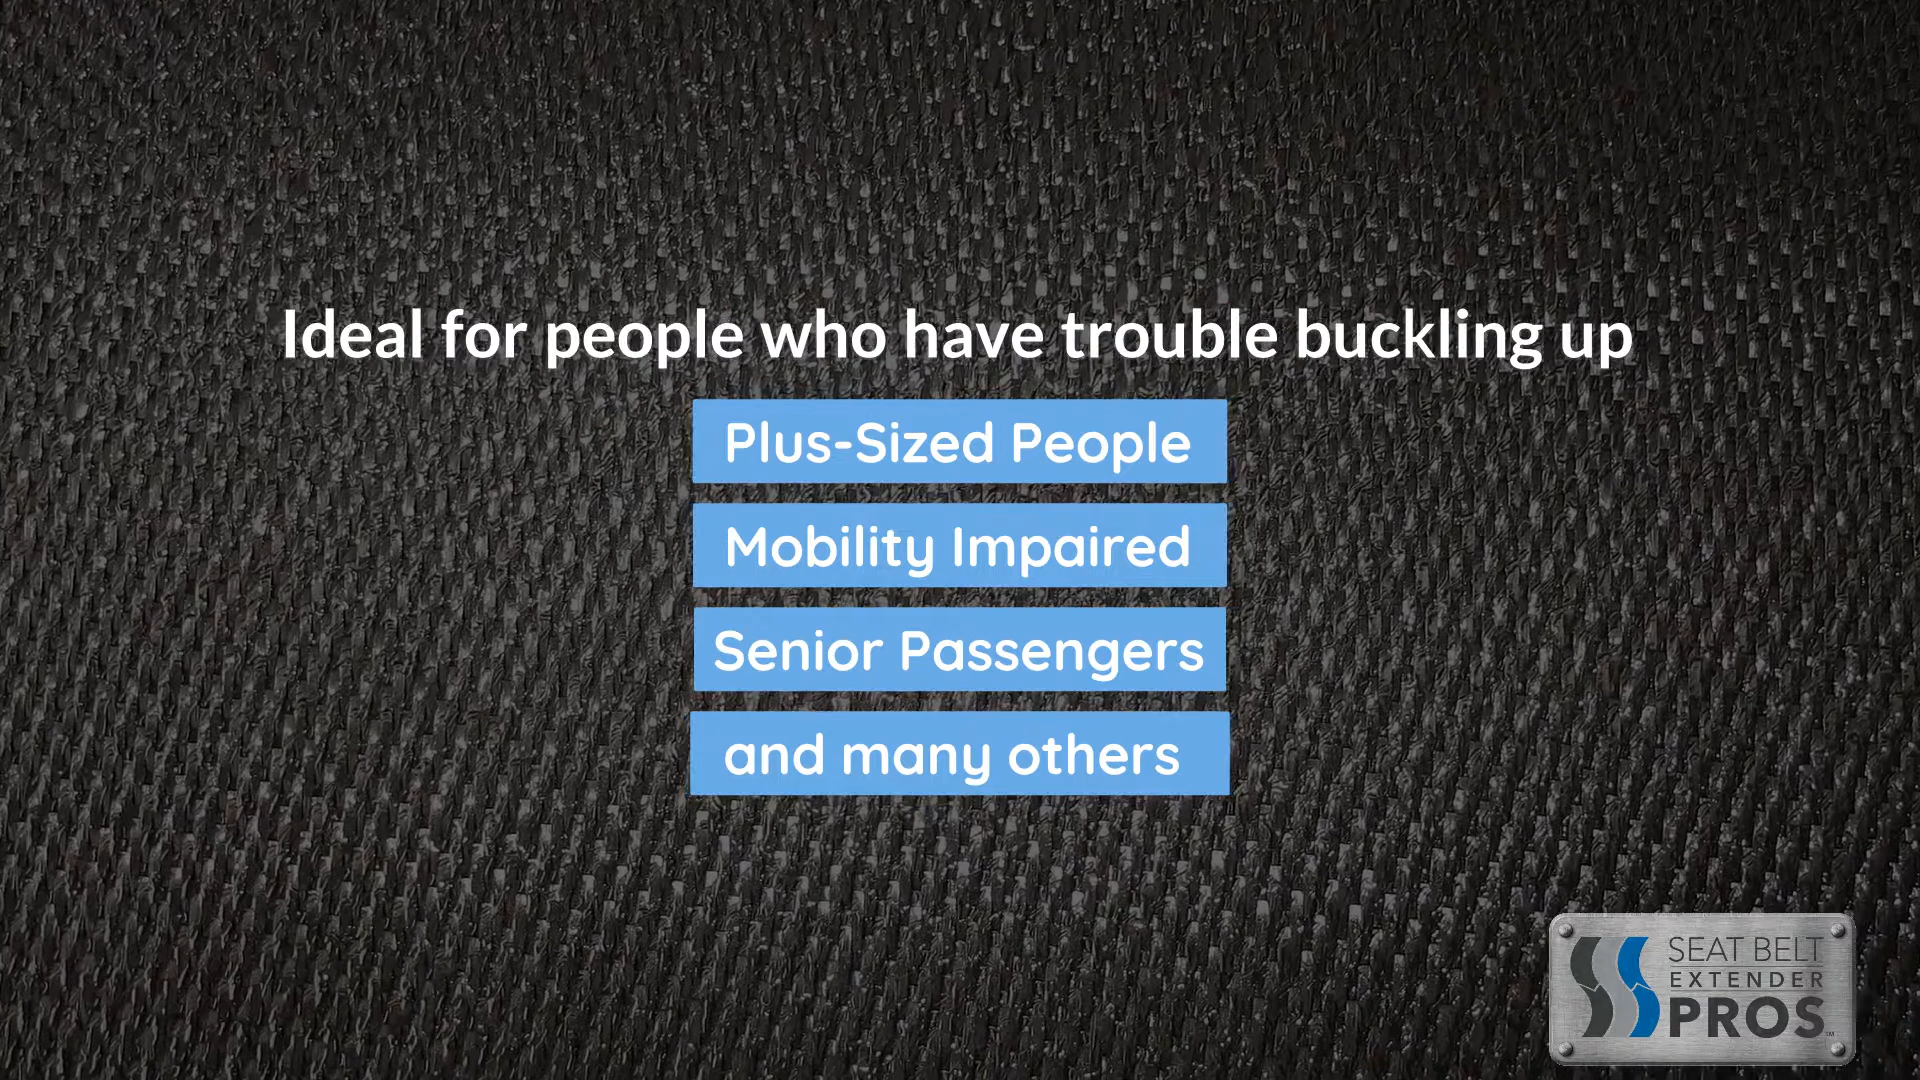 Ideal for people who have trouble buckling up
Plus-Sized People
Mobility Impaired
Senior Passengers
and many others
SEAT BELT
EXTENDER
PROS™